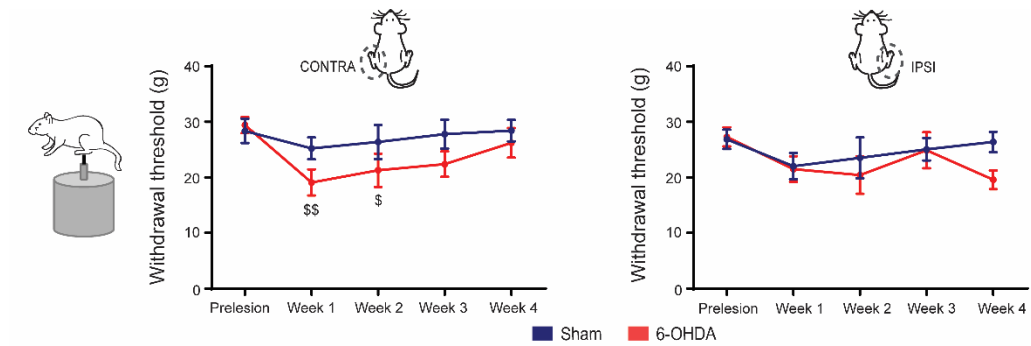 CONTRA
Withdrawal threshold (g)
40
30
20
10
0
$$
$
Prelesion Week 1 Week 2 Week 3 Week 4
IPSI
Withdrawal threshold (g)
40
30
20
10
0
Prelesion Week 1 Week 2 Week 3 Week 4
Sham 6-OHDA